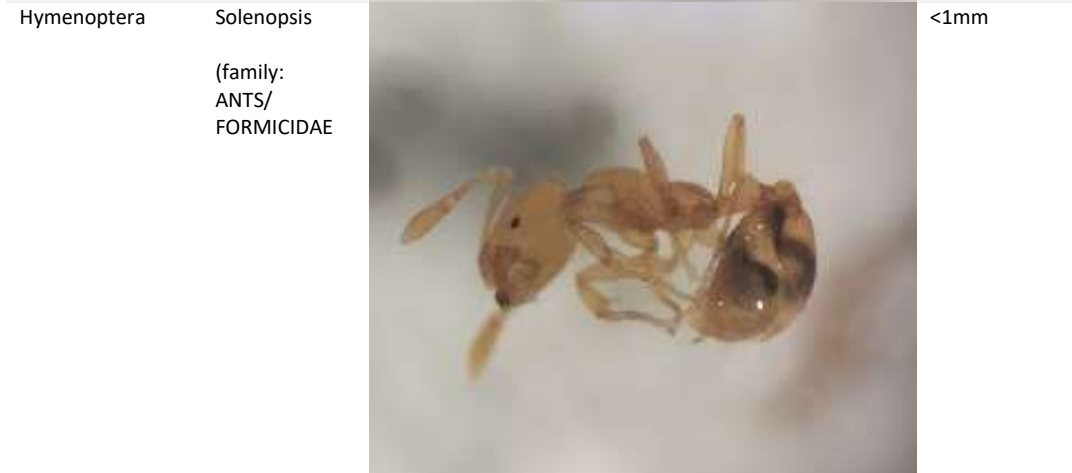 Hymenoptera
Solenopsis
(family:
ANTS/
FORMICIDAE
<1mm